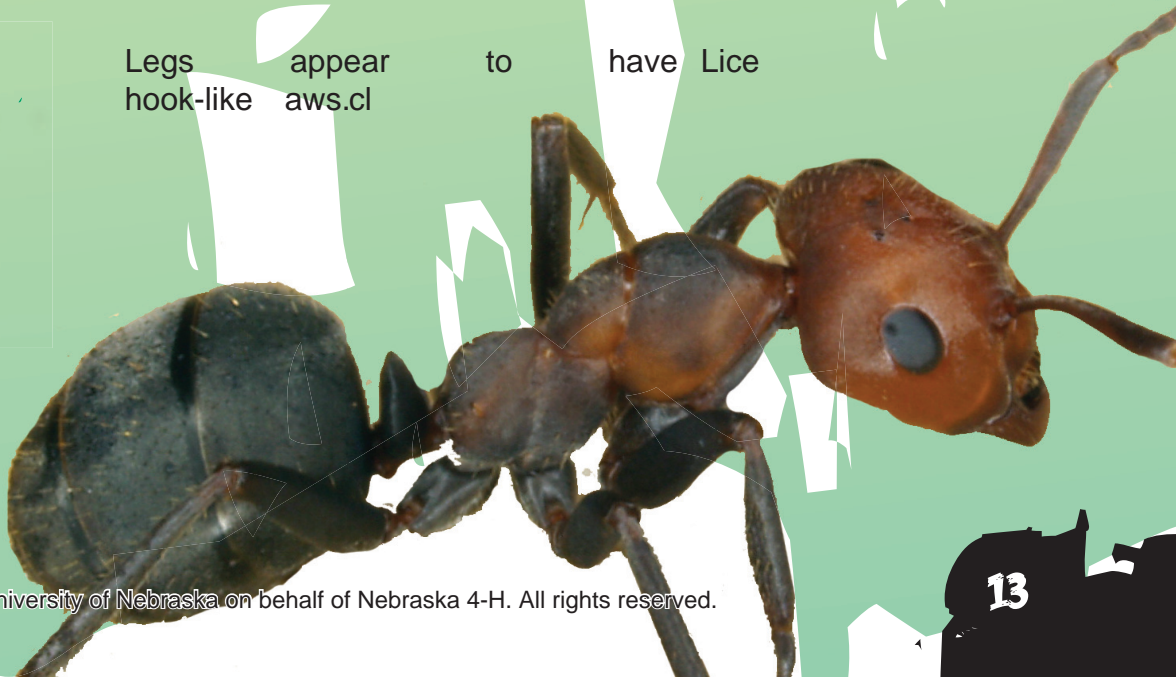 Legs appear to have Lice
hook-like aws.cl
niversity of Nebraska on behalf of Nebraska 4-H. All rights reserved.
13